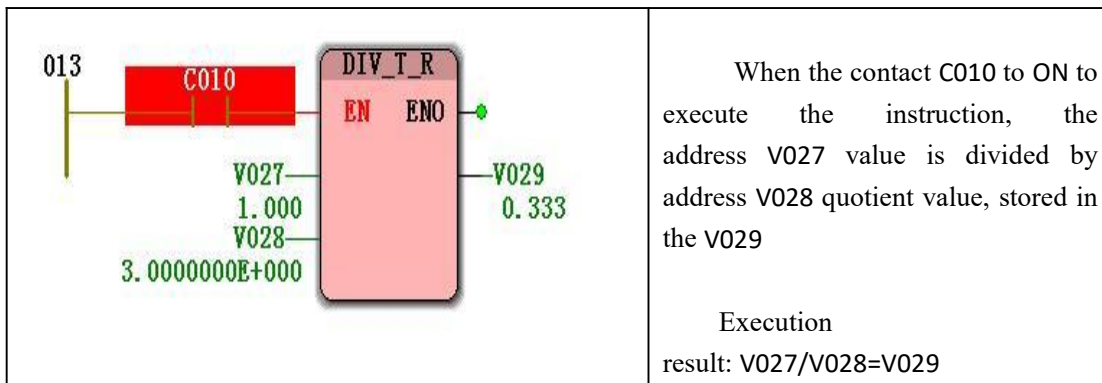 013
C010
DIV_T_R
EN ENO
V027 V029
1.000 0.333
V028
3.0000000E+000
When the contact C010 to ON to
execute the instruction, the
address V027 value is divided by
address V028 quotient value, stored in
the V029
Execution
result: V027/V028=V029